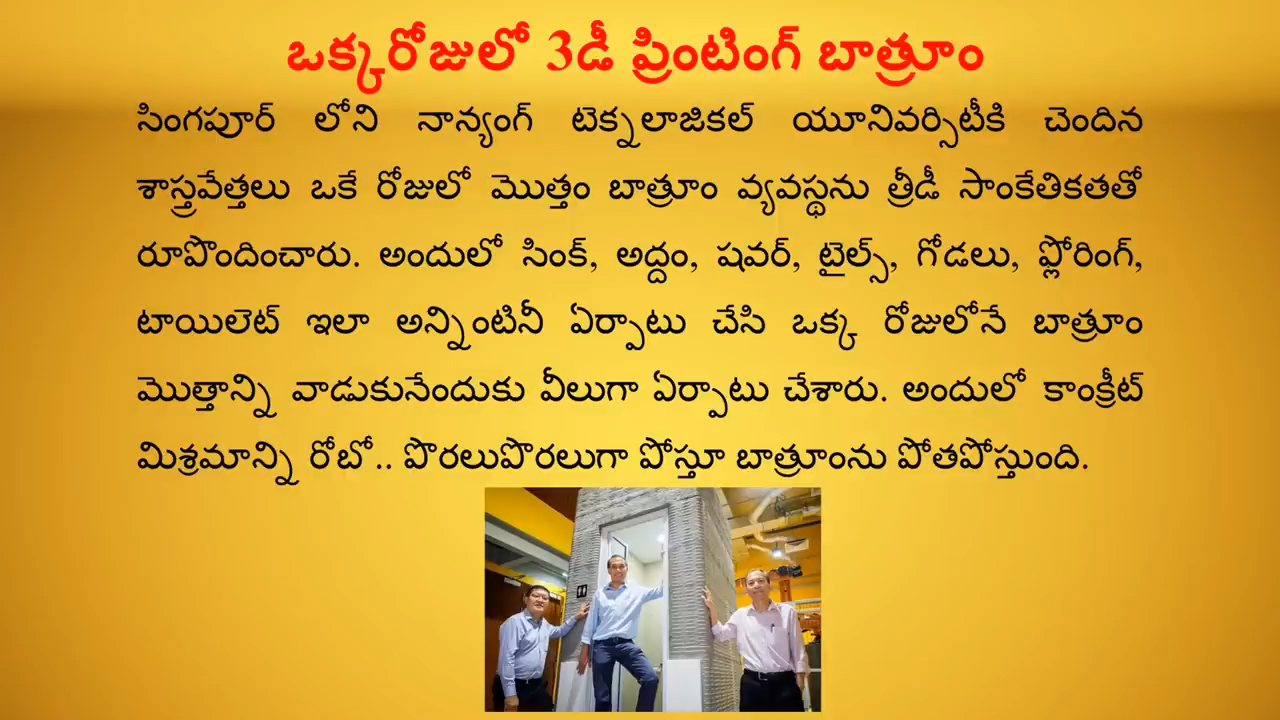 ఒక్కరోజులో 3డీ ప్రింటింగ్ బాత్రూం
సింగపూర్ లోని నాన్యంగ్ టెక్నలాజికల్ యూనివర్సిటీకి చెందిన
శాస్త్రవేత్తలు ఒకే రోజులో మొత్తం బాత్రూం వ్యవస్థను త్రీడీ సాంకేతికతతో
రూపొందించారు. అందులో సింక్, అద్దం, షవర్, టైల్స్, గోడలు, ఫ్లోరింగ్,
టాయిలెట్ ఇలా అన్నింటినీ ఏర్పాటు చేసి ఒక్క రోజులోనే బాత్రూం
మొత్తాన్ని వాడుకునేందుకు వీలుగా ఏర్పాటు చేశారు. అందులో కాంక్రీట్
మిశ్రమాన్ని రోబో.. పొరలుపొరలుగా పోస్తూ బాత్రూంను పోతపోస్తుంది.